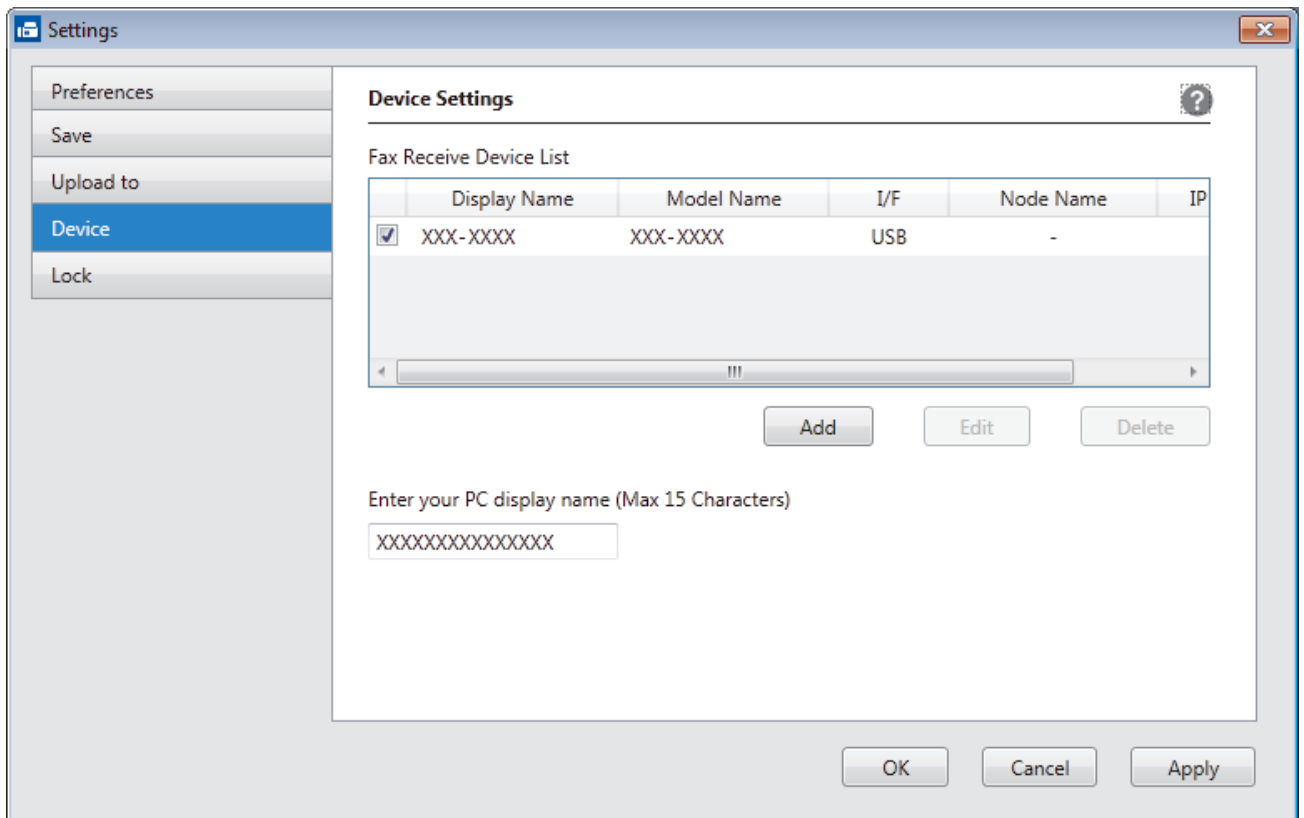 Settings
Preferences
Save
Upload to
Device
Lock
Device Settings
?
Fax Receive Device List
Display Name Model Name I/F Node Name IP
XXX-XXXX XXX-XXXX USB -
Add Edit Delete
Enter your PC display name (Max 15 Characters)
XXXXXXXXXXXXXXX
OK Cancel Apply